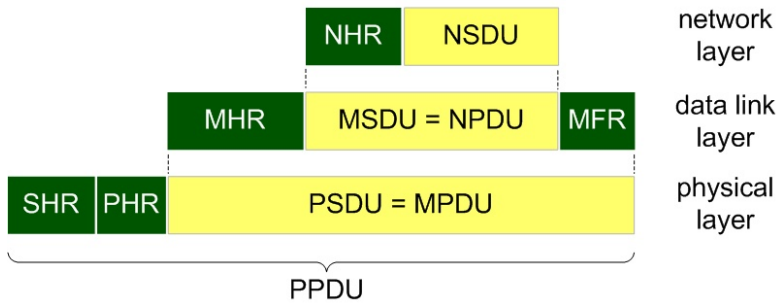 NHR NSDU network
layer
MHR MSDU = NPDU MFR data link
layer
SHR PHR PSDU = MPDU physical
layer
PPDU